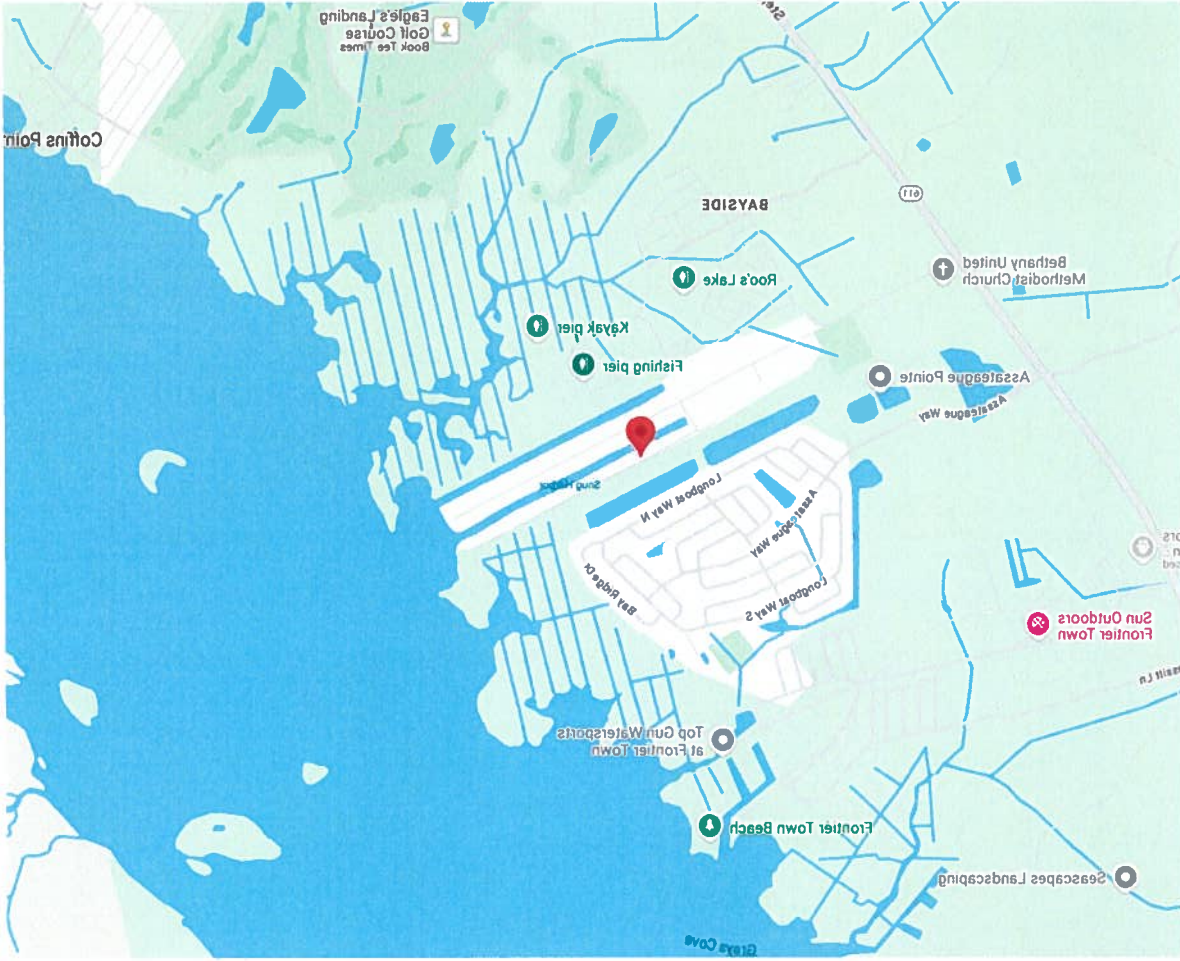 Eagle's Landing
Golf Course
Book Tee Times
Coffins Poin
611
BAYSIDE
Bethany United
Methodist Church
Roo's Lake
Kayak pier
Fishing pier
Assateague Pointe
Assateague Way
Snug Harbor
Longboat Way N
Assateague Way
Bay Ridge Dr
Longboat Way S
Sun Outdoors
Frontier Town
Top Gun Watersports
at Frontier Town
Frontier Town Beach
Seascapes Landscaping
Grays Cove